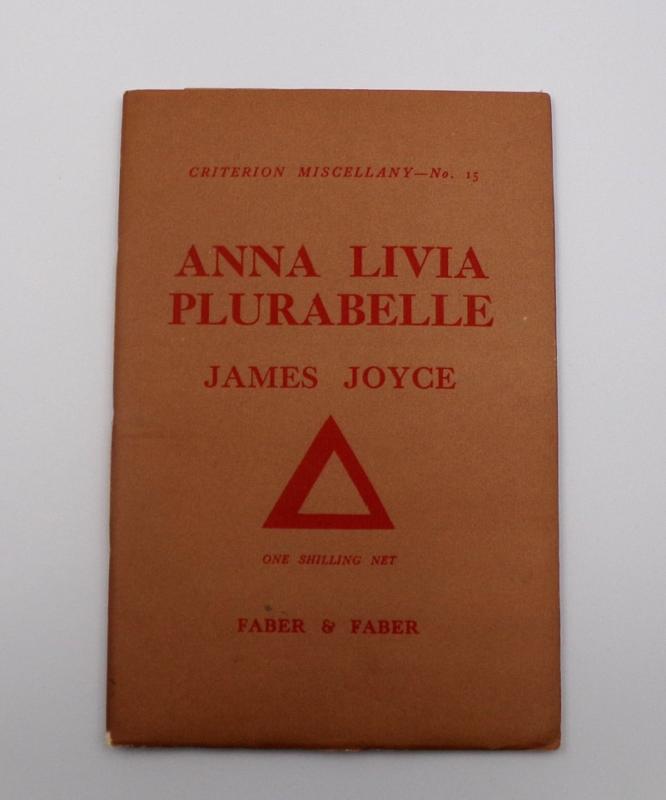 CRITERION MISCELLANY—No. 15
ANNA LIVIA
PLURABELLE
JAMES JOYCE
ONE SHILLING NET
FABER & FABER